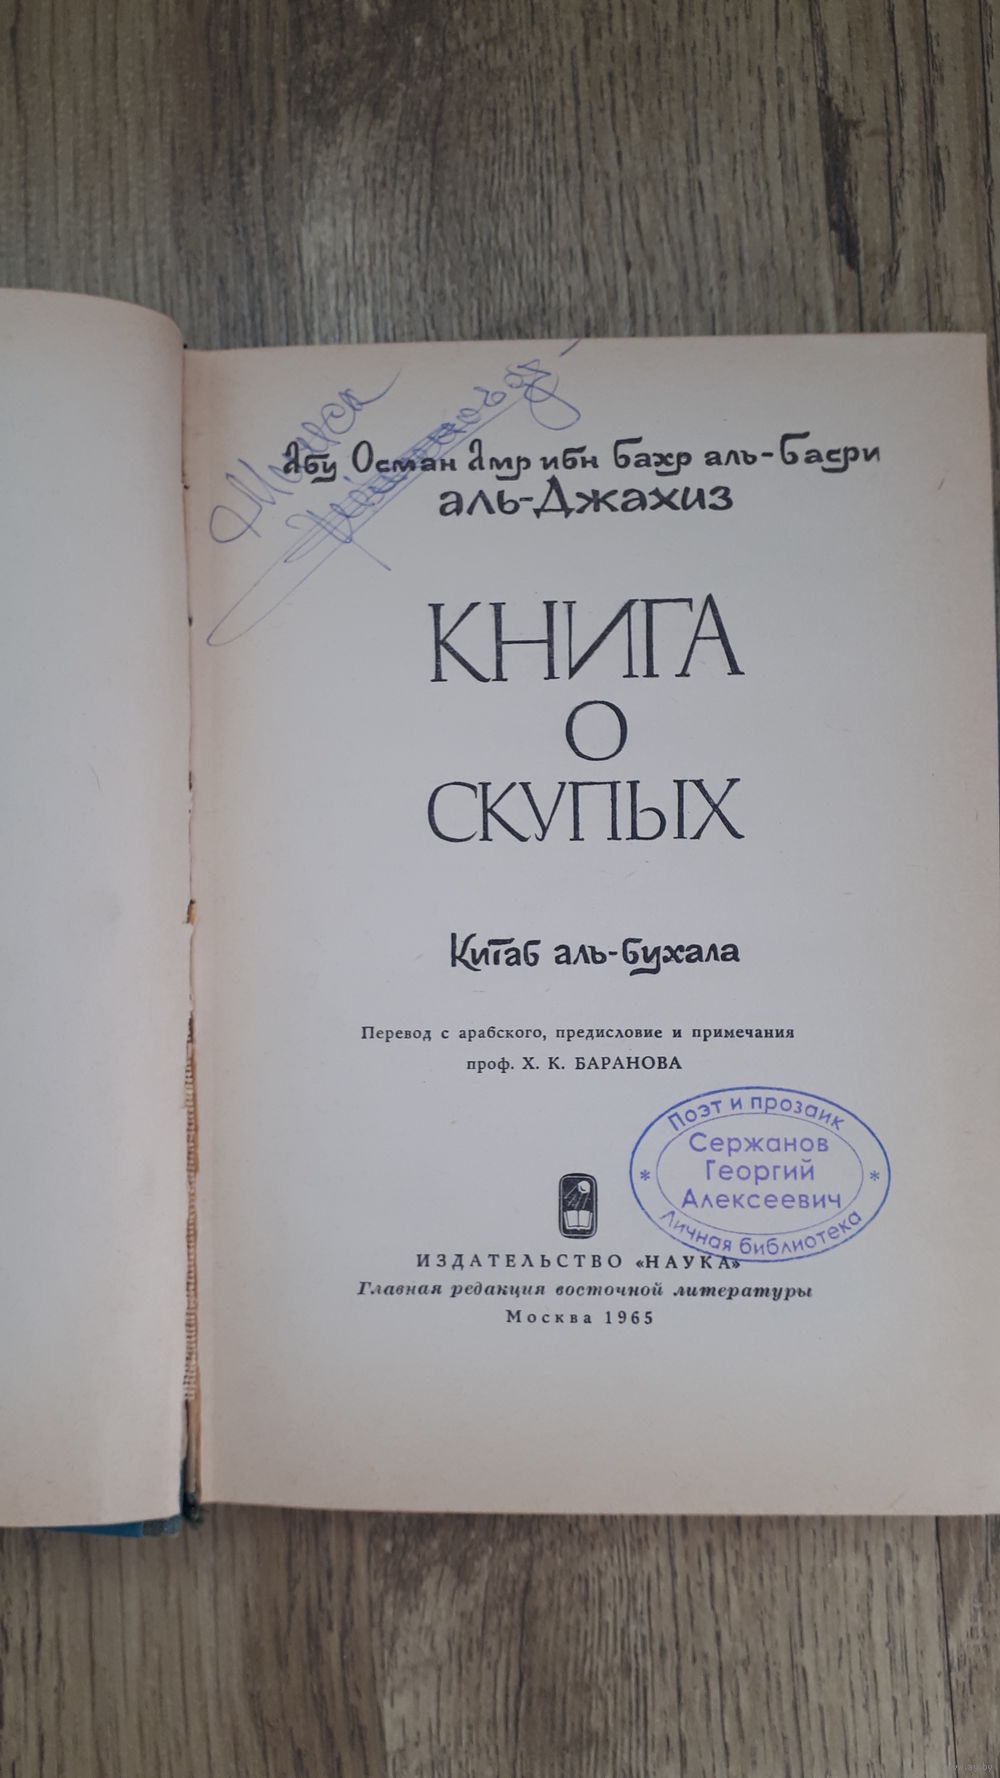 Минск
Абу Осман Амр ибн Бахр аль-Басри
аль-Джахиз
КНИГА
О
СКУПЫХ
Китаб аль-бухала
Перевод с арабского, предисловие и примечания
проф. Х. К. БАРАНОВА
Поэт и прозаик
Сержанов
Георгий
Алексеевич
Личная библиотека
ИЗДАТЕЛЬСТВО «НАУКА»
Главная редакция восточной литературы
Москва 1965